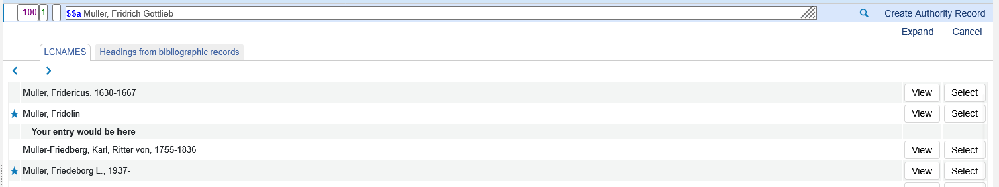 100 1 $$a Muller, Fridrich Gottlieb Create Authority Record
Expand Cancel
LCNAMES Headings from bibliographic records
Müller, Fridericus, 1630-1667 View Select
Müller, Fridolin View Select
-- Your entry would be here --
Müller-Friedberg, Karl, Ritter von, 1755-1836 View Select
Müller, Friedeborg L., 1937- View Select